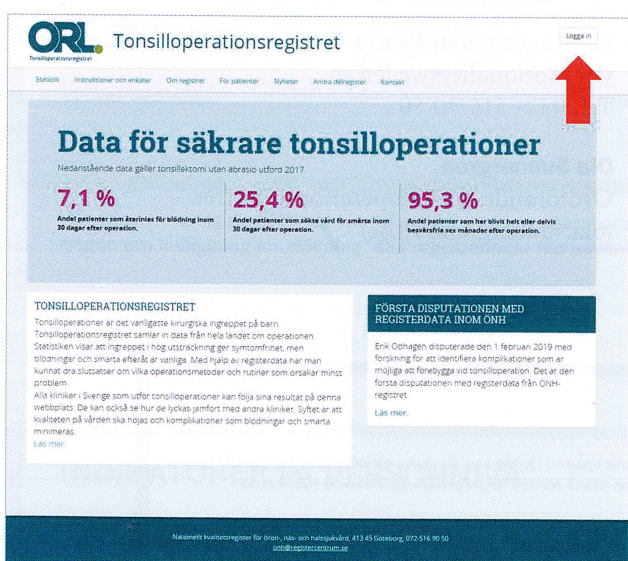 ORL.
Tonsilloperationsregistret
Tonsilloperationsregistret
Logga in
Statistik Instruktioner och enkäter Om registret För patienter Nyheter Andra delregister Kontakt
Data för säkrare tonsilloperationer
Nedanstående data gäller tonsillektomi utan abrasio utförd 2017.
7,1 %
Andel patienter som återinläs för blödning inom
30 dagar efter operation.
25,4 %
Andel patienter som sökte vård för smärta inom
30 dagar efter operation.
95,3 %
Andel patienter som har blivit helt eller delvis
besvärsfria sex månader efter operation.
TONSILLOPERATIONSREGISTRET
Tonsilloperationer är det vanligaste kirurgiska ingreppet på barn.
Tonsilloperationsregistret samlar in data från hela landet om operationen.
Statistiken visar att ingreppet i hög utsträckning ger symtomfrihet, men
blödningar och smärta efteråt är vanliga. Med hjälp av registerdata har man
kunnat dra slutsatser om vilka operationsmetoder och rutiner som orsakar minst
problem.
Alla kliniker i Sverige som utför tonsilloperationer kan följa sina resultat på denna
webbplats. De kan också se hur de lyckas jämfört med andra kliniker. Syftet är att
kvaliteten på vården ska höjas och komplikationer som blödningar och smärta
minimeras.
Läs mer.
FÖRSTA DISPUTATIONEN MED
REGISTERDATA INOM ÖNH
Erik Odhagen disputerade den 1 februari 2019 med
forskning för att identifiera komplikationer som är
möjliga att förebygga vid tonsilloperation. Det är den
första disputationen med registerdata från ÖNH-
registret.
Läs mer.
Nationellt kvalitetsregister för öron-, näs- och halssjukvård, 413 45 Göteborg, 072-516 90 50
onh@registercentrum.se